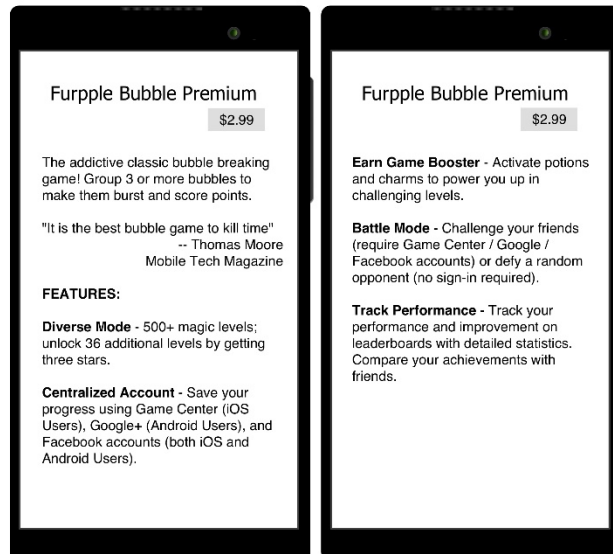 Furpple Bubble Premium
$2.99
The addictive classic bubble breaking
game! Group 3 or more bubbles to
make them burst and score points.
"It is the best bubble game to kill time"
-- Thomas Moore
Mobile Tech Magazine
FEATURES:
Diverse Mode - 500+ magic levels;
unlock 36 additional levels by getting
three stars.
Centralized Account - Save your
progress using Game Center (iOS
Users), Google+ (Android Users), and
Facebook accounts (both iOS and
Android Users).
Furpple Bubble Premium
$2.99
Earn Game Booster - Activate potions
and charms to power you up in
challenging levels.
Battle Mode - Challenge your friends
(require Game Center / Google /
Facebook accounts) or defy a random
opponent (no sign-in required).
Track Performance - Track your
performance and improvement on
leaderboards with detailed statistics.
Compare your achievements with
friends.